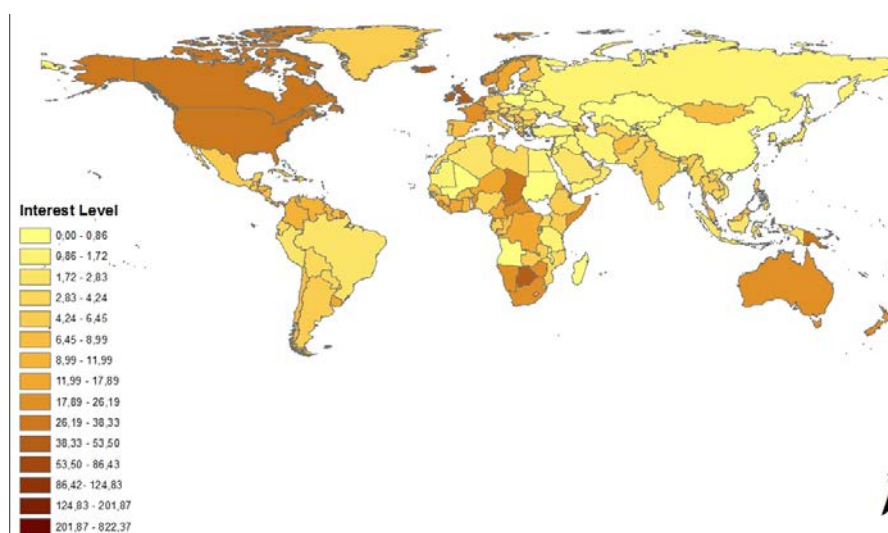 Interest Level
0,00 - 0,86
0,86 - 1,72
1,72 - 2,83
2,83 - 4,24
4,24 - 6,45
6,45 - 8,99
8,99 - 11,99
11,99 - 17,89
17,89 - 26,19
26,19 - 38,33
38,33 - 53,50
53,50 - 86,43
86,42- 124,83
124,83 - 201,87
201,87 - 822,37